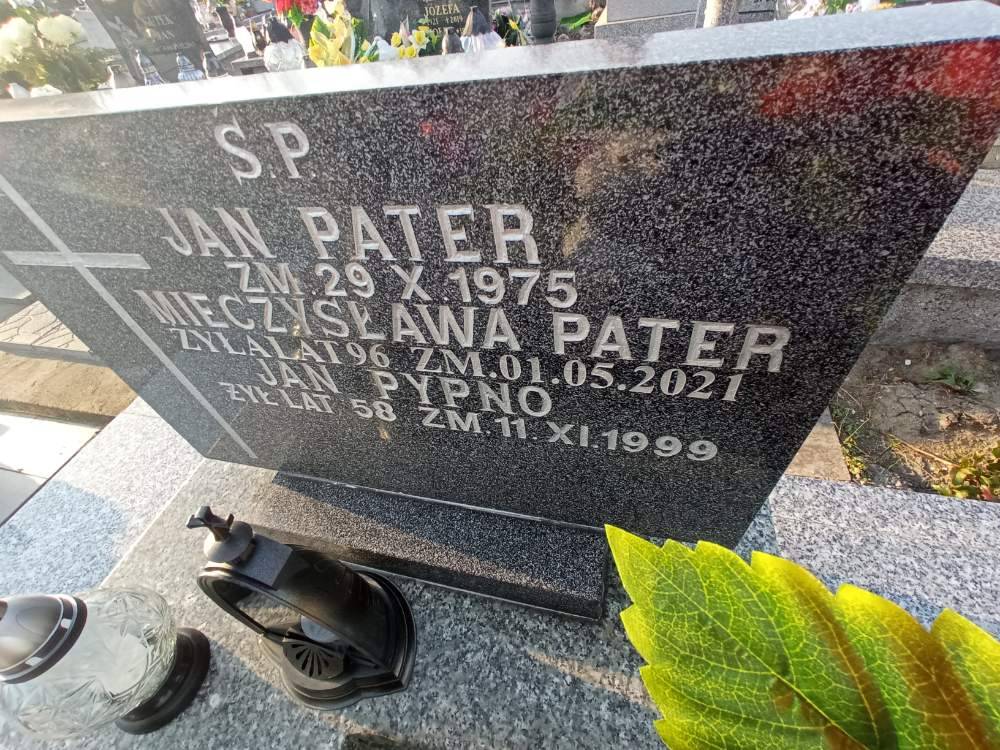 JÓZEFA
Ś.P.
JAN PATER
ZM. 29 X. 1975
MIECZYSŁAWA PATER
ŻYŁA LAT 96 ZM. 01.05.2021
JAN PYPNO
ŻYŁ LAT 58 ZM. 11. XI. 1999